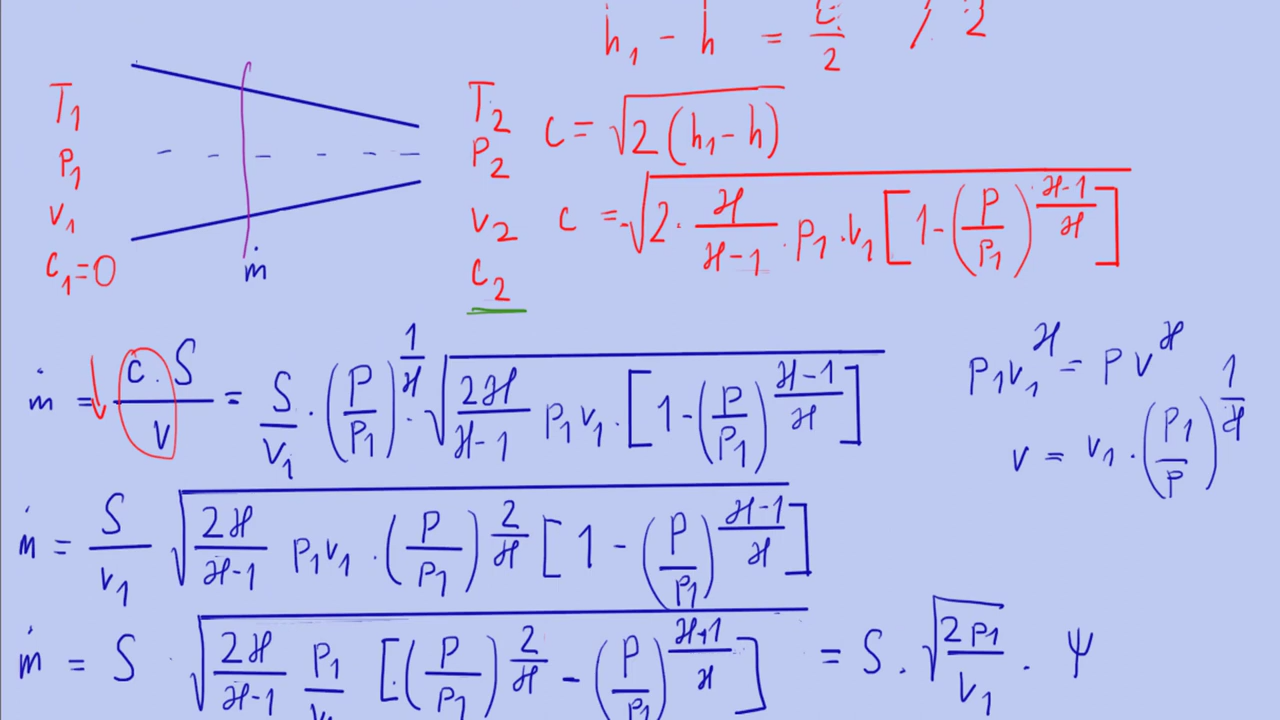 h₁ - h = c²/2 / · 2
T₁
p₁
v₁
c₁=0
ṁ
T₂
p₂
v₂
c₂
c = √(2(h₁-h))
c = √(2 · ϰ/(ϰ-1) · p₁ · v₁ [1-(p/p₁)^((ϰ-1)/ϰ)])
ṁ = c · S / v = S/v₁ · (p/p₁)^(1/ϰ) · √(2ϰ/(ϰ-1) p₁v₁ · [1-(p/p₁)^((ϰ-1)/ϰ)])
p₁v₁^ϰ = pv^ϰ
v = v₁ · (p₁/p)^(1/ϰ)
ṁ = S/v₁ √(2ϰ/(ϰ-1) p₁v₁ · (p/p₁)^(2/ϰ) [1-(p/p₁)^((ϰ-1)/ϰ)])
ṁ = S · √(2ϰ/(ϰ-1) p₁/v₁ [(p/p₁)^(2/ϰ) - (p/p₁)^((ϰ+1)/ϰ)]) = S · √(2p₁/v₁) · ψ